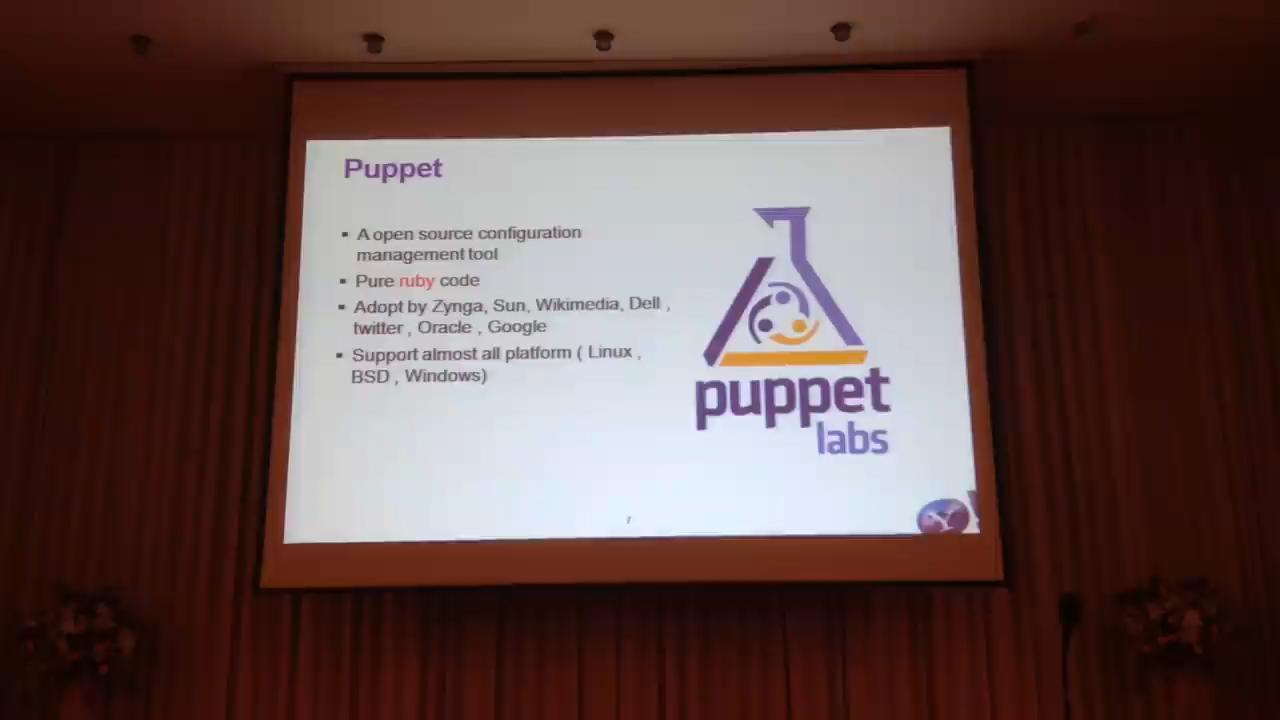 Puppet
A open source configuration
management tool
Pure ruby code
Adopt by Zynga, Sun, Wikimedia, Dell ,
twitter , Oracle , Google
Support almost all platform ( Linux ,
BSD , Windows)
puppet
labs
7
Y!